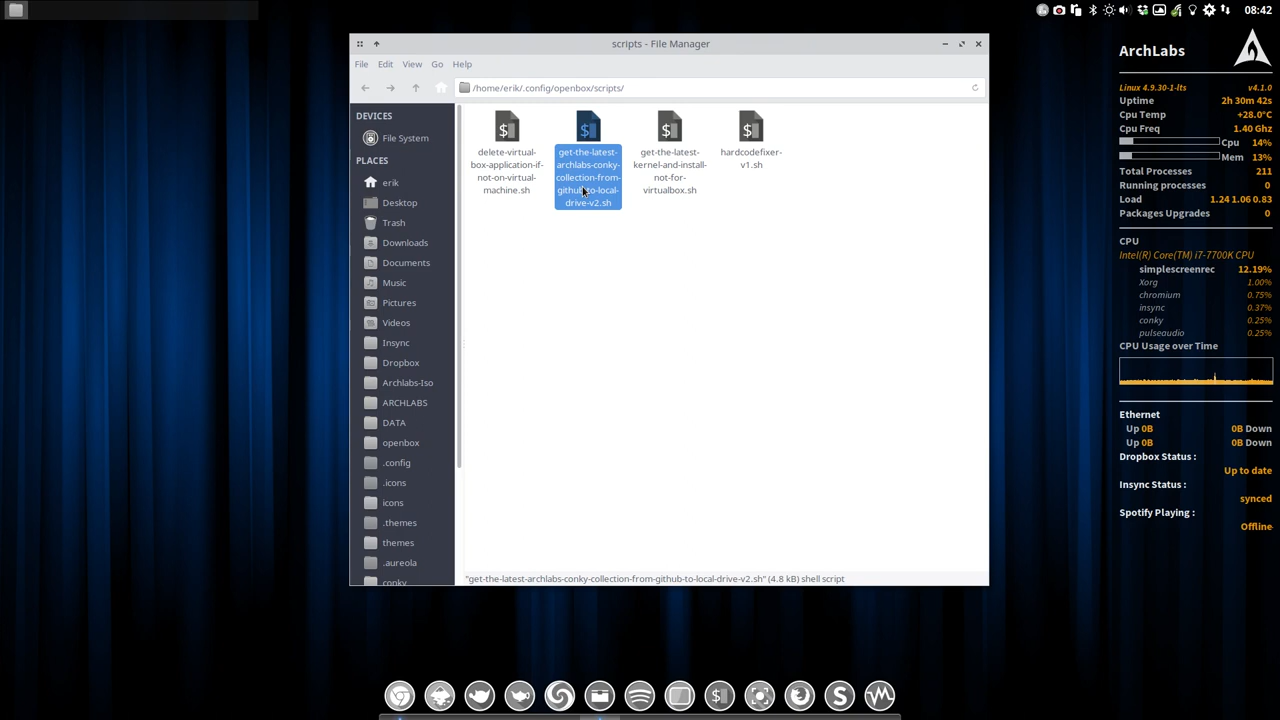 08:42
scripts - File Manager
File Edit View Go Help
/home/erik/.config/openbox/scripts/
DEVICES
File System
PLACES
erik
Desktop
Trash
Downloads
Documents
Music
Pictures
Videos
Insync
Dropbox
Archlabs-Iso
ARCHLABS
DATA
openbox
.config
.icons
icons
.themes
themes
.aureola
conky
delete-virtual-
box-application-if-
not-on-virtual-
machine.sh
get-the-latest-
archlabs-conky-
collection-from-
github-to-local-
drive-v2.sh
get-the-latest-
kernel-and-install-
not-for-
virtualbox.sh
hardcodefixer-
v1.sh
"get-the-latest-archlabs-conky-collection-from-github-to-local-drive-v2.sh" (4.8 kB) shell script
ArchLabs
Linux 4.9.30-1-lts v4.1.0
Uptime 2h 30m 42s
Cpu Temp +28.0°C
Cpu Freq 1.40 Ghz
Cpu 14%
Mem 13%
Total Processes 211
Running processes 0
Load 1.24 1.06 0.83
Packages Upgrades 0
CPU
Intel(R) Core(TM) i7-7700K CPU
simplescreenrec 12.19%
Xorg 1.00%
chromium 0.75%
insync 0.37%
conky 0.25%
pulseaudio 0.25%
CPU Usage over Time
Ethernet
Up 0B 0B Down
Up 0B 0B Down
Dropbox Status :
Up to date
Insync Status :
synced
Spotify Playing :
Offline